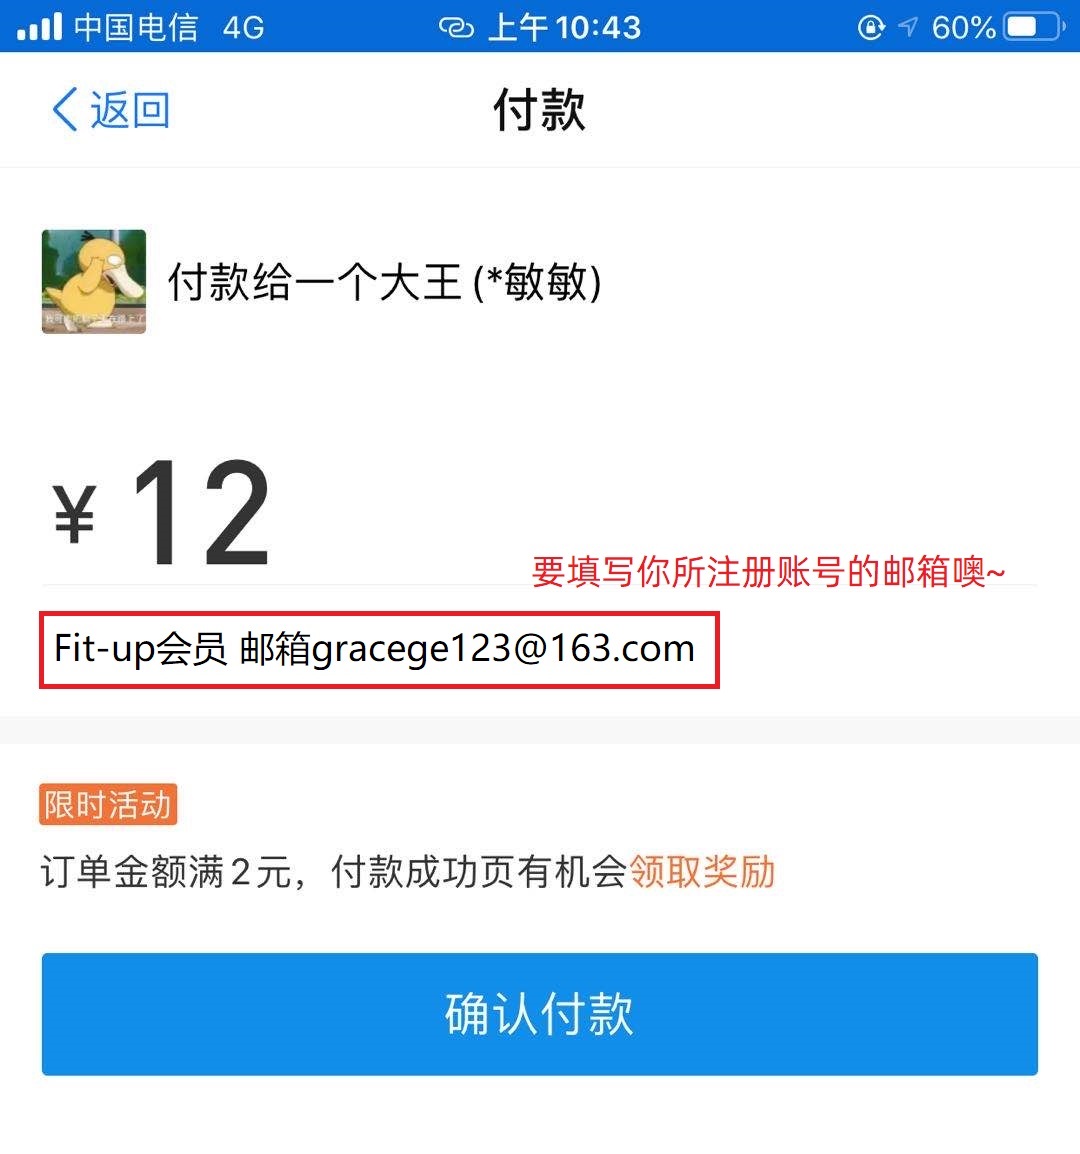 中国电信 4G 上午10:43 60%
返回 付款
付款给一个大王(*敏敏)
¥ 12
要填写你所注册账号的邮箱噢~
Fit-up会员 邮箱gracege123@163.com
限时活动
订单金额满2元，付款成功页有机会领取奖励
确认付款